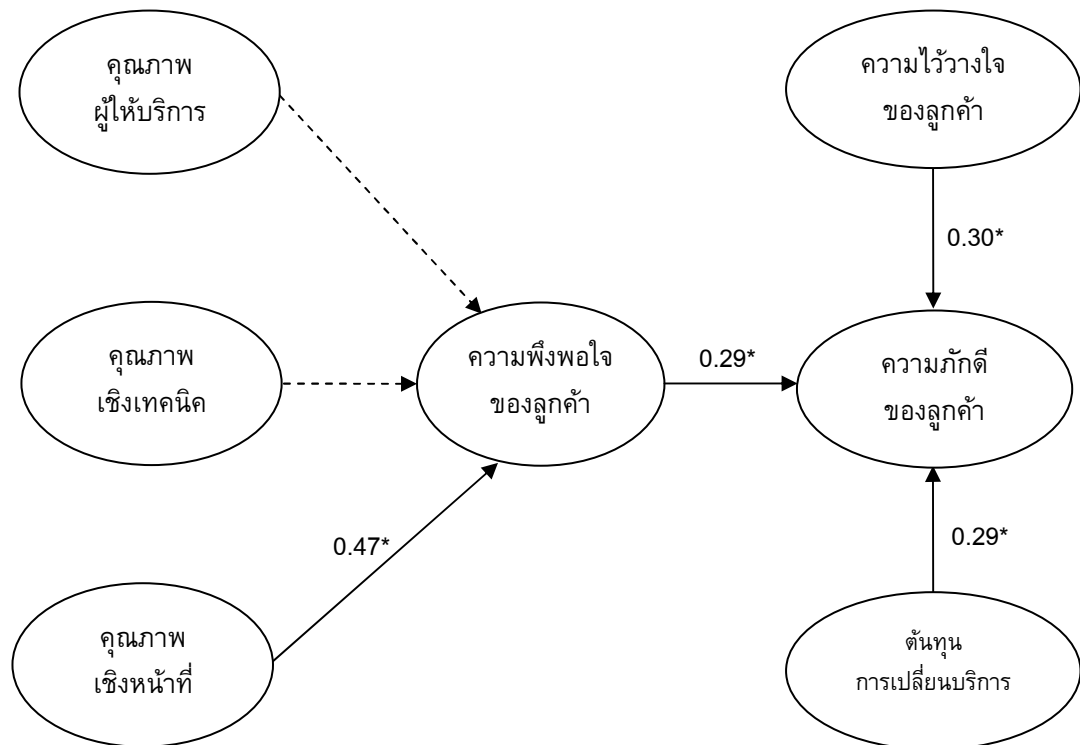 คุณภาพ
ผู้ให้บริการ
ความไว้วางใจ
ของลูกค้า
0.30*
คุณภาพ
เชิงเทคนิค
ความพึงพอใจ
ของลูกค้า
0.29*
ความภักดี
ของลูกค้า
0.47*
0.29*
คุณภาพ
เชิงหน้าที่
ต้นทุน
การเปลี่ยนบริการ